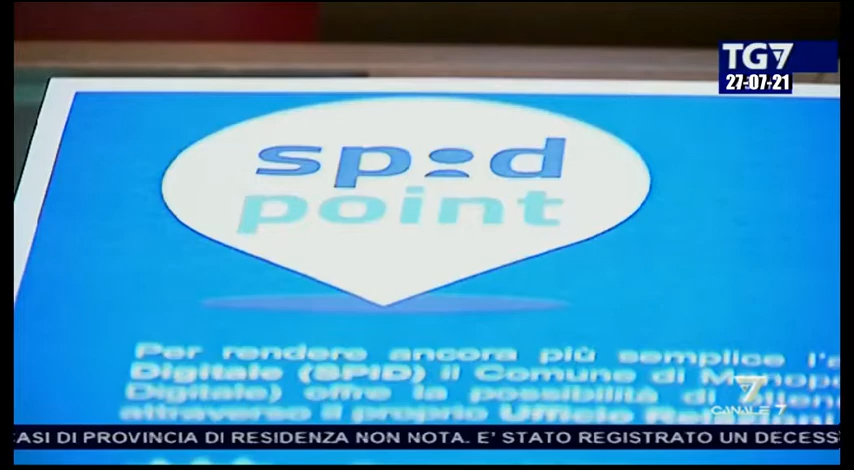 TG7
27-07-21
spid
point
Per rendere ancora più semplice
Digitale (SPID) il Comune di
Digitale) offre la possibilità di
attraverso il proprio Ufficio
CANALE 7
CASI DI PROVINCIA DI RESIDENZA NON NOTA. E' STATO REGISTRATO UN DECESS